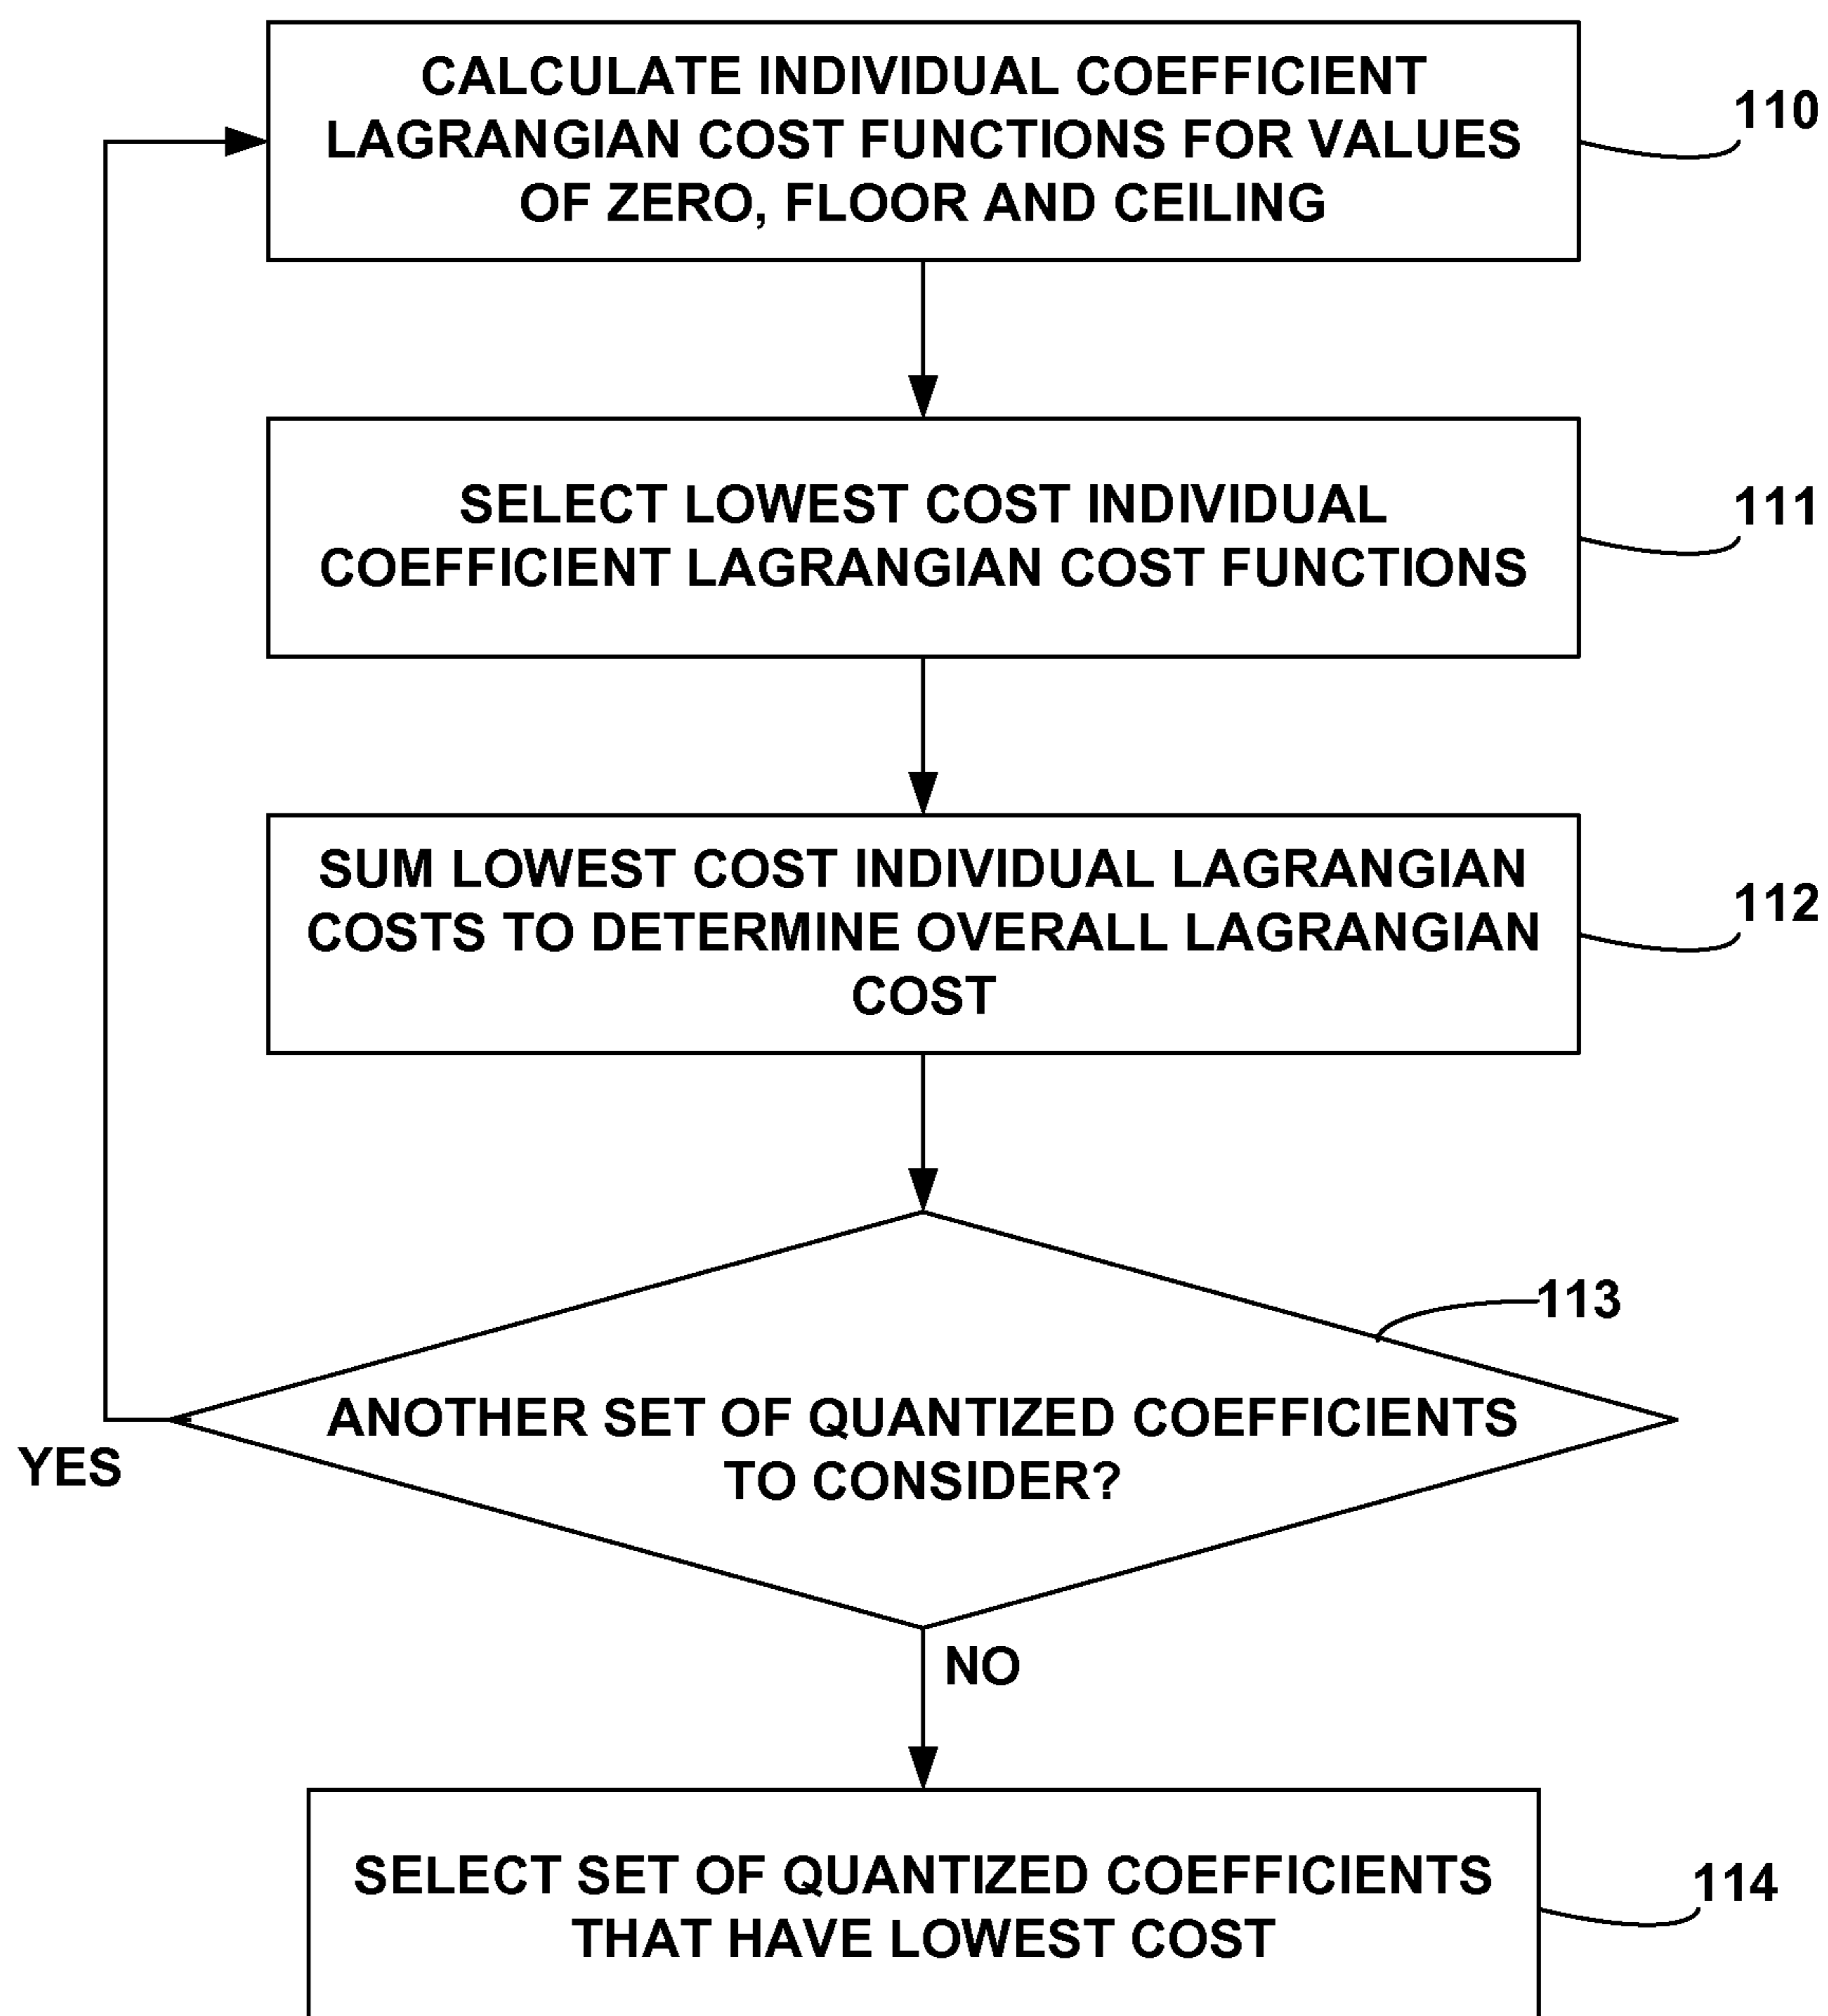 CALCULATE INDIVIDUAL COEFFICIENT
LAGRANGIAN COST FUNCTIONS FOR VALUES
OF ZERO, FLOOR AND CEILING
110
SELECT LOWEST COST INDIVIDUAL
COEFFICIENT LAGRANGIAN COST FUNCTIONS
111
SUM LOWEST COST INDIVIDUAL LAGRANGIAN
COSTS TO DETERMINE OVERALL LAGRANGIAN
COST
112
113
ANOTHER SET OF QUANTIZED COEFFICIENTS
TO CONSIDER?
YES
NO
SELECT SET OF QUANTIZED COEFFICIENTS
THAT HAVE LOWEST COST
114